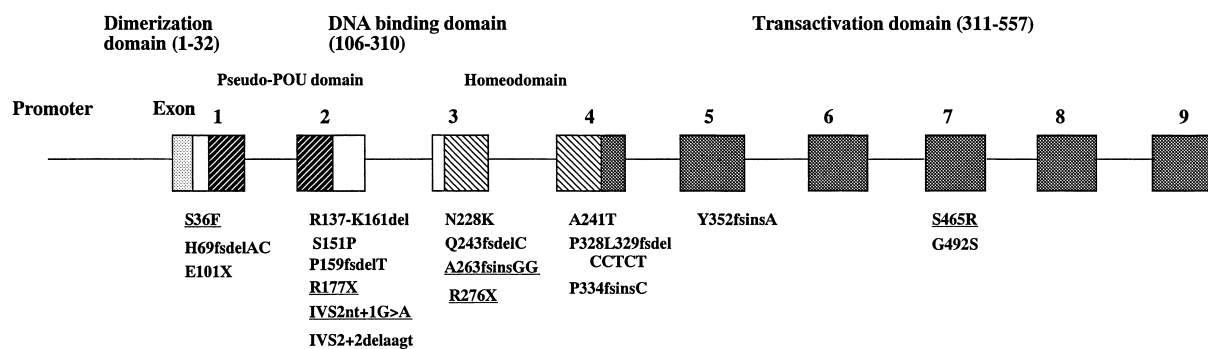 Dimerization
domain (1-32)
DNA binding domain
(106-310)
Transactivation domain (311-557)
Pseudo-POU domain
Homeodomain
Promoter
Exon
1
2
3
4
5
6
7
8
9
S36F
H69fsdelAC
E101X
R137-K161del
S151P
P159fsdelT
R177X
IVS2nt+1G>A
IVS2+2delaagt
N228K
Q243fsdelC
A263fsinsGG
R276X
A241T
P328L329fsdel
CCTCT
P334fsinsC
Y352fsinsA
S465R
G492S